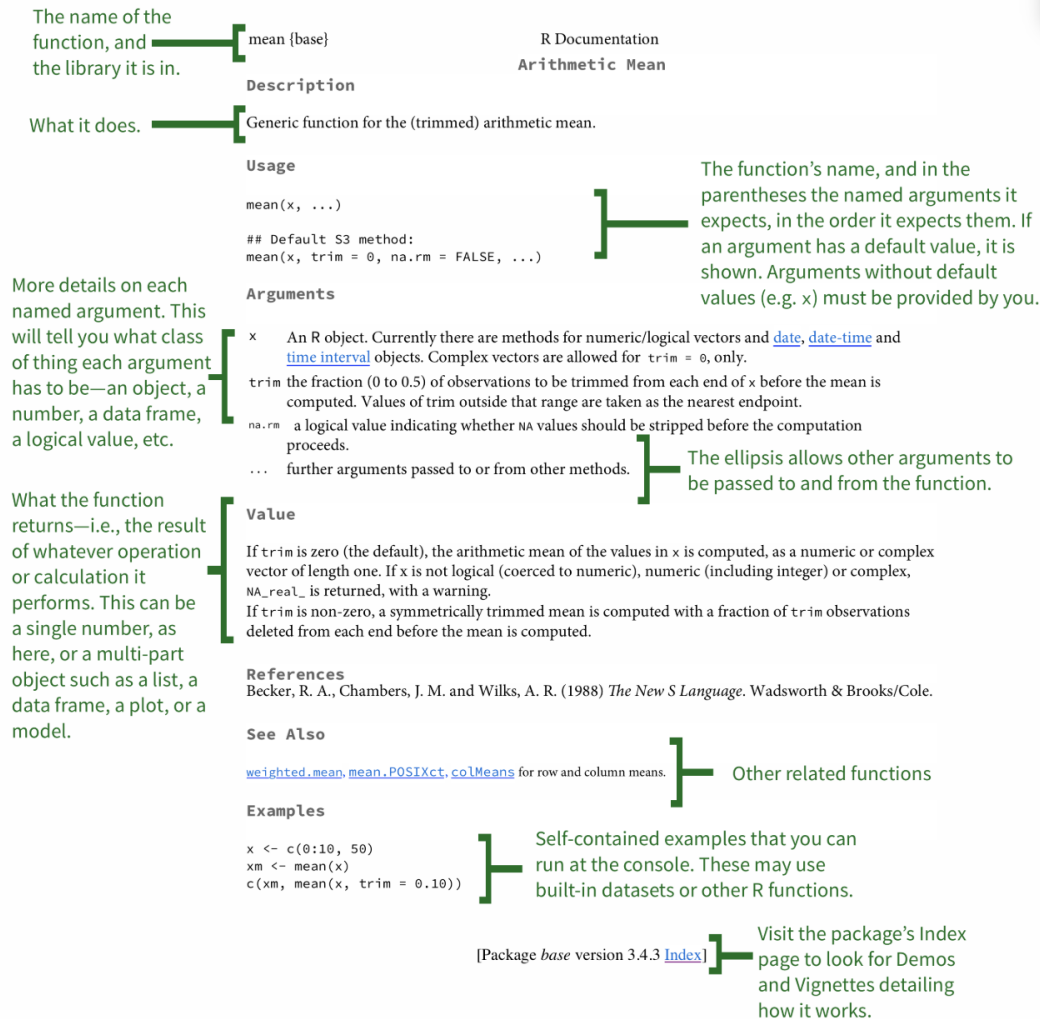 The name of the
function, and
the library it is in.
mean {base}
R Documentation
Arithmetic Mean
Description
What it does.
Generic function for the (trimmed) arithmetic mean.
Usage
mean(x, ...)
## Default S3 method:
mean(x, trim = 0, na.rm = FALSE, ...)
The function's name, and in the
parentheses the named arguments it
expects, in the order it expects them. If
an argument has a default value, it is
shown. Arguments without default
values (e.g. x) must be provided by you.
Arguments
More details on each
named argument. This
will tell you what class
of thing each argument
has to be—an object, a
number, a data frame,
a logical value, etc.
x An R object. Currently there are methods for numeric/logical vectors and date, date-time and
time interval objects. Complex vectors are allowed for trim = 0, only.
trim the fraction (0 to 0.5) of observations to be trimmed from each end of x before the mean is
computed. Values of trim outside that range are taken as the nearest endpoint.
na.rm a logical value indicating whether NA values should be stripped before the computation
proceeds.
... further arguments passed to or from other methods.
The ellipsis allows other arguments to
be passed to and from the function.
What the function
returns—i.e., the result
of whatever operation
or calculation it
performs. This can be
a single number, as
here, or a multi-part
object such as a list, a
data frame, a plot, or a
model.
Value
If trim is zero (the default), the arithmetic mean of the values in x is computed, as a numeric or complex
vector of length one. If x is not logical (coerced to numeric), numeric (including integer) or complex,
NA_real_ is returned, with a warning.
If trim is non-zero, a symmetrically trimmed mean is computed with a fraction of trim observations
deleted from each end before the mean is computed.
References
Becker, R. A., Chambers, J. M. and Wilks, A. R. (1988) The New S Language. Wadsworth & Brooks/Cole.
See Also
weighted.mean, mean.POSIXct, colMeans for row and column means.
Other related functions
Examples
x <- c(0:10, 50)
xm <- mean(x)
c(xm, mean(x, trim = 0.10))
Self-contained examples that you can
run at the console. These may use
built-in datasets or other R functions.
[Package base version 3.4.3 Index]
Visit the package's Index
page to look for Demos
and Vignettes detailing
how it works.